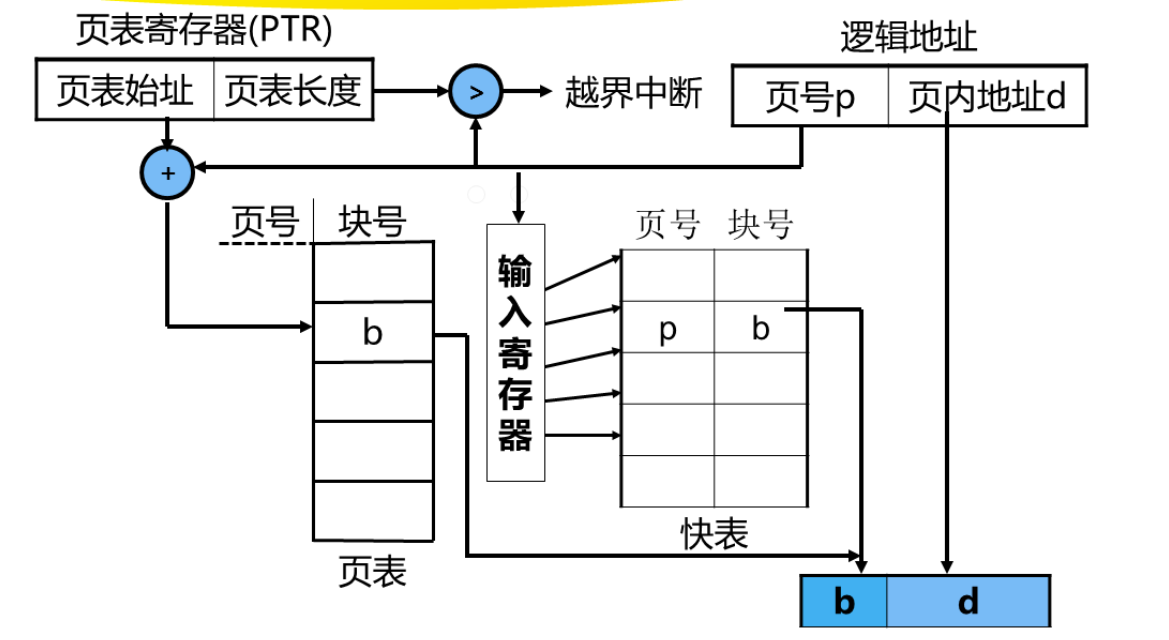 页表寄存器(PTR)
逻辑地址
页表始址 页表长度
>
越界中断
页号p 页内地址d
+
页号 块号
页号 块号
输入寄存器
b
p b
快表
页表
b d